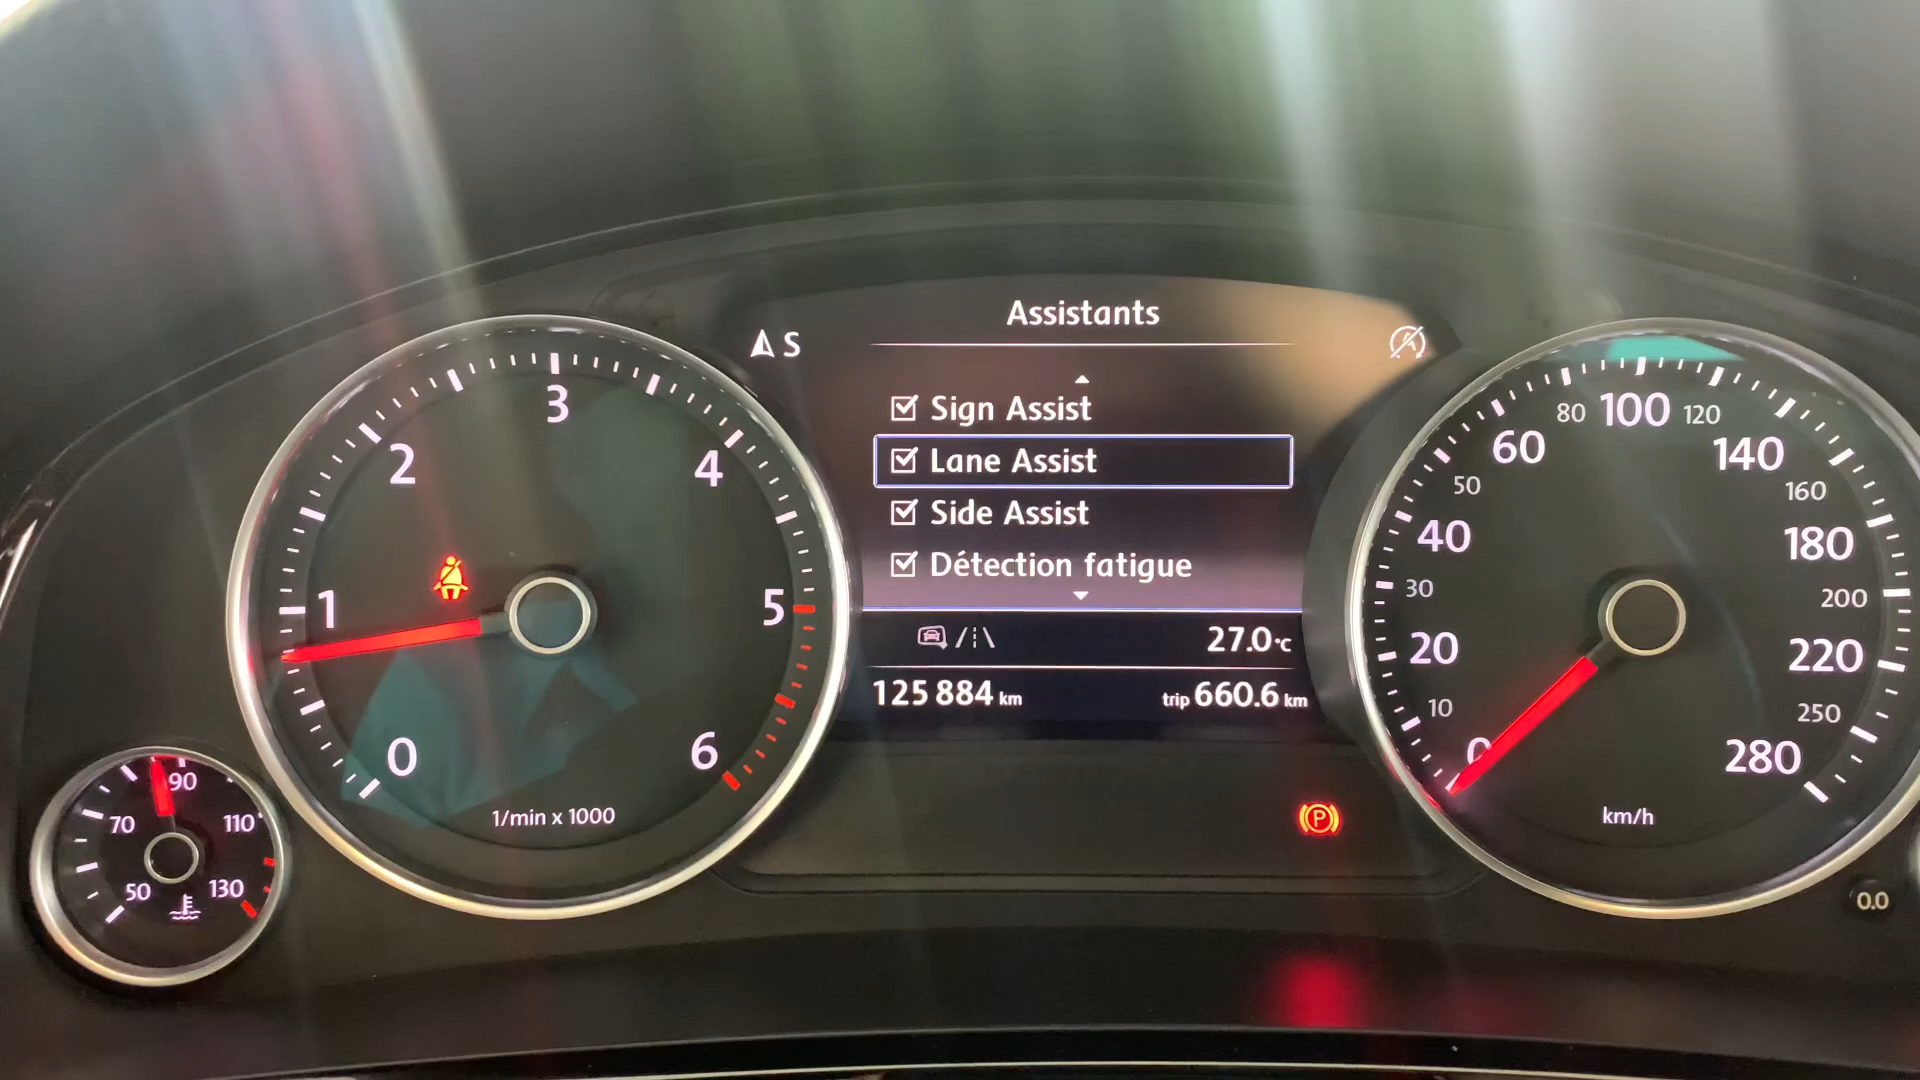 Assistants
S
Sign Assist
Lane Assist
Side Assist
Détection fatigue
27.0°C
125 884 km
trip 660.6 km
0
1
2
3
4
5
6
1/min x 1000
50
70
90
110
130
0
10
20
30
40
50
60
80
100
120
140
160
180
200
220
250
280
km/h
P
A
0.0